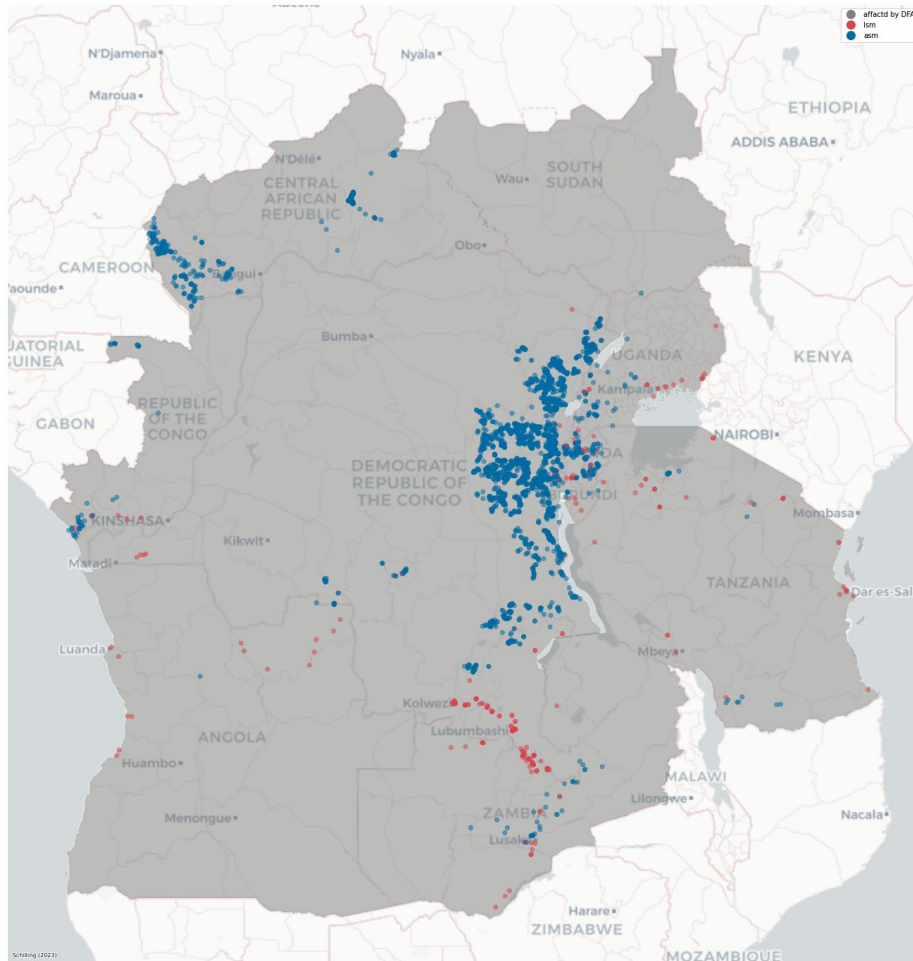 affactd by DFA
lsm
asm
N'Djamena
Nyala
Maroua
ETHIOPIA
ADDIS ABABA
N'Délé
CENTRAL
AFRICAN
REPUBLIC
Wau
SOUTH
SUDAN
Obo
CAMEROON
Bangui
Yaounde
Bumba
UATORIAL
GUINEA
UGANDA
KENYA
Kampala
REPUBLIC
OF THE
CONGO
GABON
NAIROBI
DEMOCRATIC
REPUBLIC OF
THE CONGO
BURUNDI
KINSHASA
Mombasa
Kikwit
Matadi
TANZANIA
Dar es-Sal
Luanda
Mbeya
Kolwezi
Lubumbashi
ANGOLA
Huambo
MALAWI
Lilongwe
Menongue
ZAMBIA
Nacala
Lusaka
Harare
ZIMBABWE
MOZAMBIQUE
Schilling (2023)